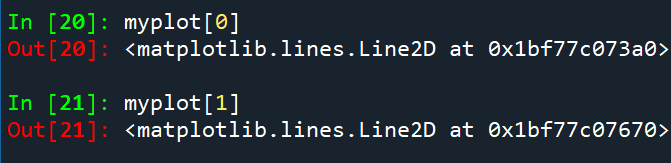 In [20]: myplot[0]
Out[20]: <matplotlib.lines.Line2D at 0x1bf77c073a0>
In [21]: myplot[1]
Out[21]: <matplotlib.lines.Line2D at 0x1bf77c07670>